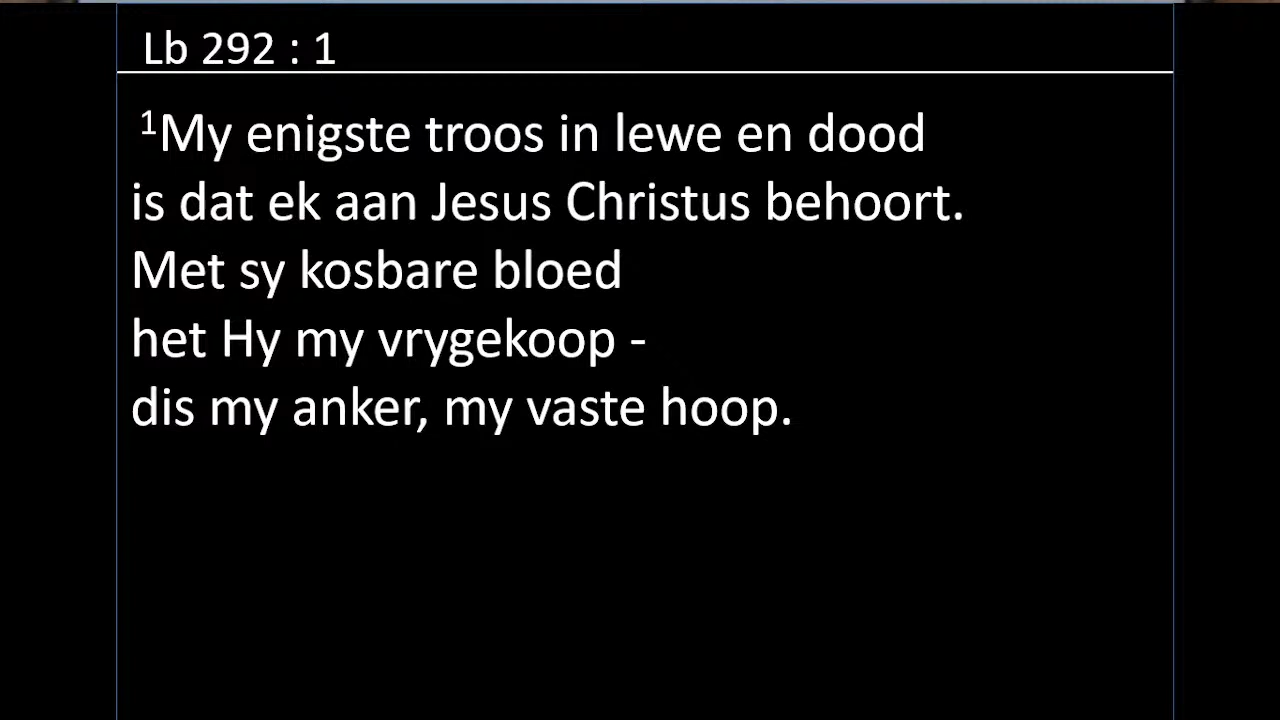 Lb 292 : 1
¹My enigste troos in lewe en dood
is dat ek aan Jesus Christus behoort.
Met sy kosbare bloed
het Hy my vrygekoop -
dis my anker, my vaste hoop.